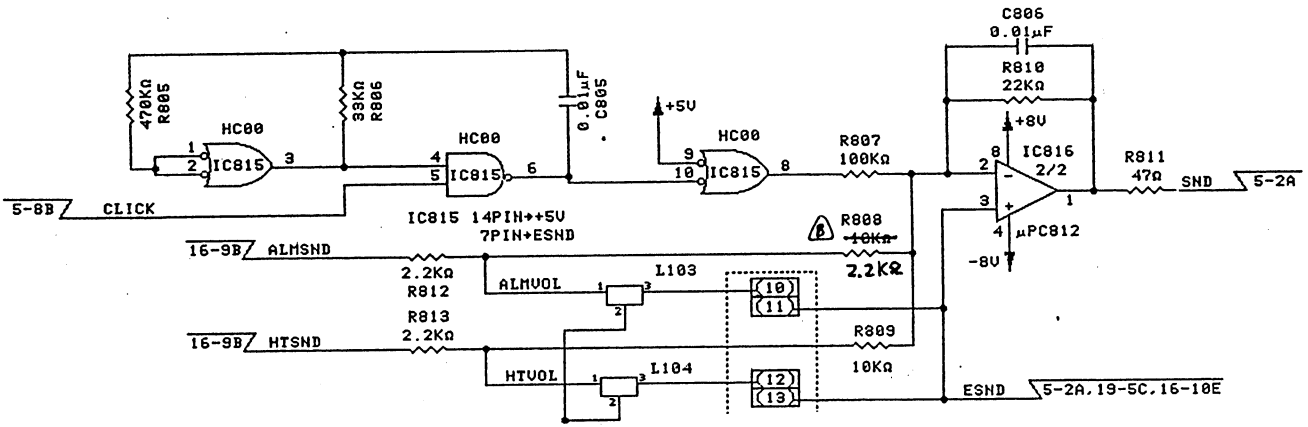 C806
0.01μF
R810
22KΩ
470KΩ
R805
33KΩ
R806
0.01μF
C805
+5V
+8V
HC00
HC00
HC00
1
2
IC815
3
4
5
IC815
6
9
10
IC815
8
R807
100KΩ
8
IC816
2/2
2
-
3
+
1
4
μPC812
-8V
R811
47Ω
SND
5-2A
5-8B
CLICK
IC815 14PIN→+5V
7PIN→ESND
B
R808
10KΩ
2.2KΩ
16-9B
ALMSND
2.2KΩ
R812
ALMVOL
1
2
3
L103
(10)
(11)
R813
2.2KΩ
16-9B
HTSND
R809
10KΩ
HTVOL
1
2
3
L104
(12)
(13)
ESND
5-2A,19-5C,16-10E